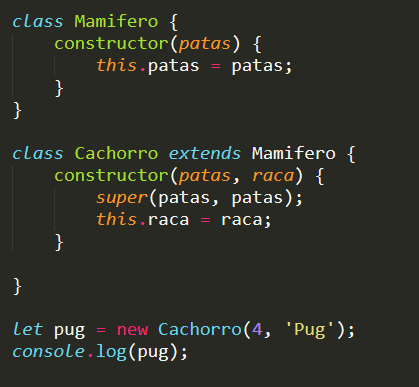 class Mamifero {
    constructor(patas) {
        this.patas = patas;
    }
}

class Cachorro extends Mamifero {
    constructor(patas, raca) {
        super(patas, patas);
        this.raca = raca;
    }

}

let pug = new Cachorro(4, 'Pug');
console.log(pug);